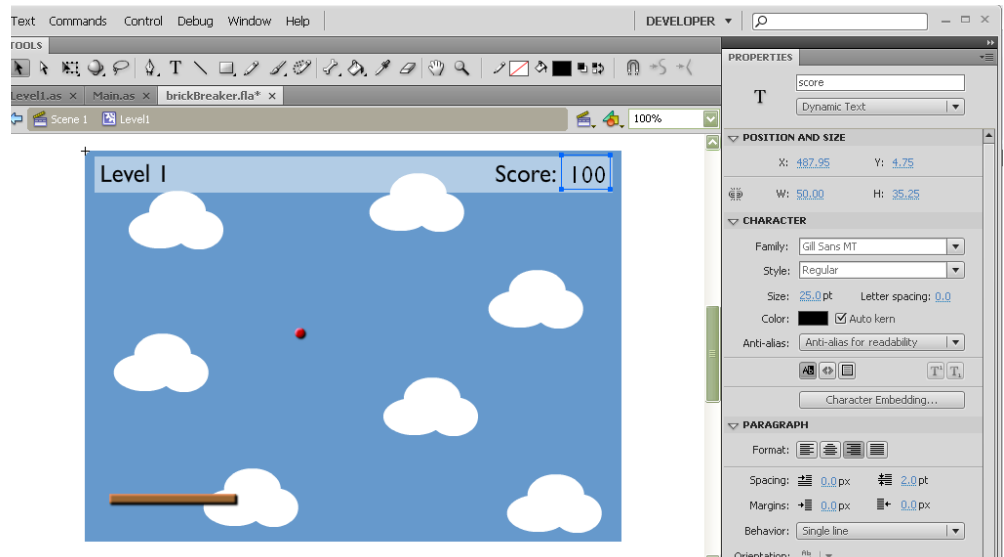 Text Commands Control Debug Window Help DEVELOPER
TOOLS
PROPERTIES
T
score
Dynamic Text
Level1.as × Main.as × brickBreaker.fla* ×
Scene 1 Level1 100%
POSITION AND SIZE
X: 487.95 Y: 4.75
W: 50.00 H: 35.25
Level 1 Score: 100
CHARACTER
Family: Gill Sans MT
Style: Regular
Size: 25.0 pt Letter spacing: 0.0
Color: Auto kern
Anti-alias: Anti-alias for readability
Character Embedding...
PARAGRAPH
Format:
Spacing: 0.0 px 2.0 pt
Margins: 0.0 px 0.0 px
Behavior: Single line
Orientation: